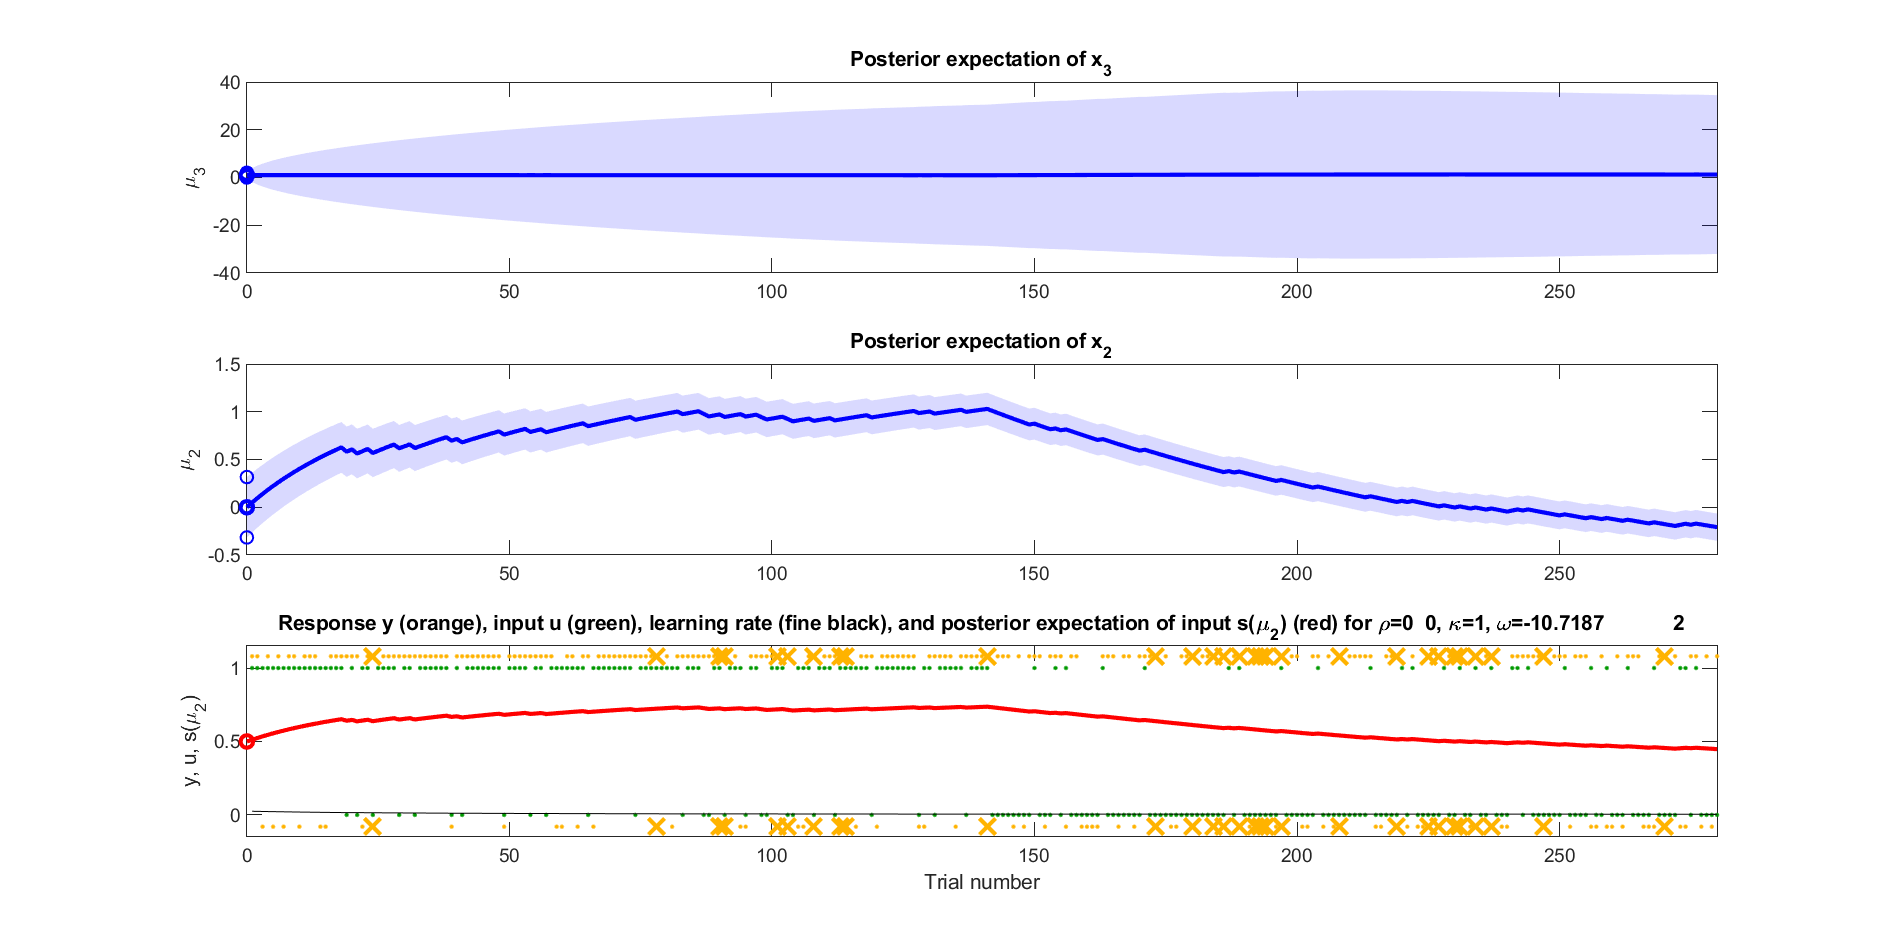 Posterior expectation of x3
40
20
0
-20
-40
μ3
0 50 100 150 200 250
Posterior expectation of x2
1.5
1
0.5
0
-0.5
μ2
0 50 100 150 200 250
Response y (orange), input u (green), learning rate (fine black), and posterior expectation of input s(μ2) (red) for ρ=0 0, κ=1, ω=-10.7187 2
1
0.5
0
y, u, s(μ2)
0 50 100 150 200 250
Trial number